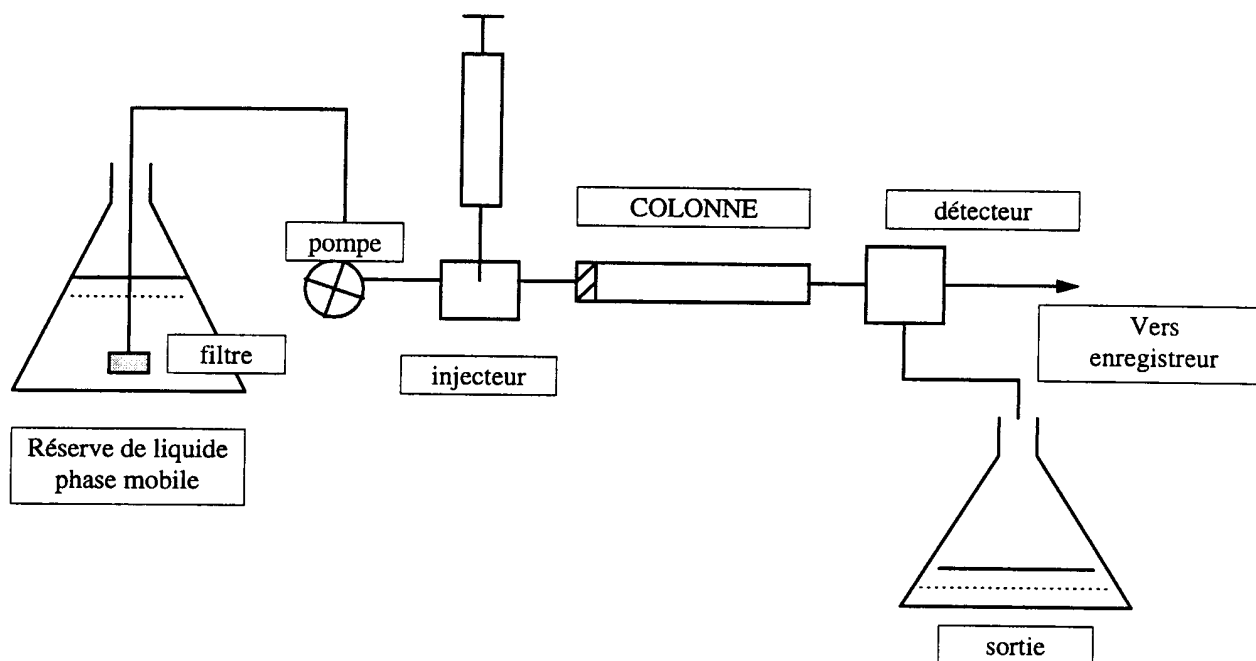 COLONNE
détecteur
pompe
filtre
injecteur
Vers
enregistreur
Réserve de liquide
phase mobile
sortie